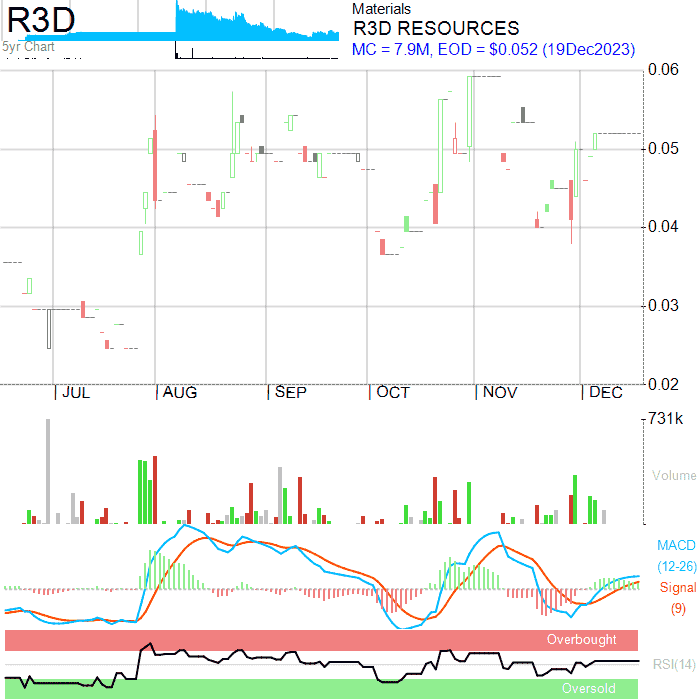 R3D
5yr Chart
Materials
R3D RESOURCES
MC = 7.9M, EOD = $0.052 (19Dec2023)
0.06
0.05
0.04
0.03
0.02
JUL AUG SEP OCT NOV DEC
731k
Volume
MACD
(12-26)
Signal
(9)
Overbought
RSI(14)
Oversold